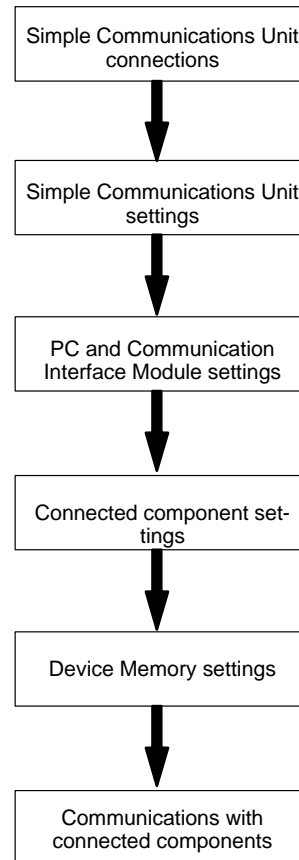 Simple Communications Unit
connections
Simple Communications Unit
settings
PC and Communication
Interface Module settings
Connected component set-
tings
Device Memory settings
Communications with
connected components